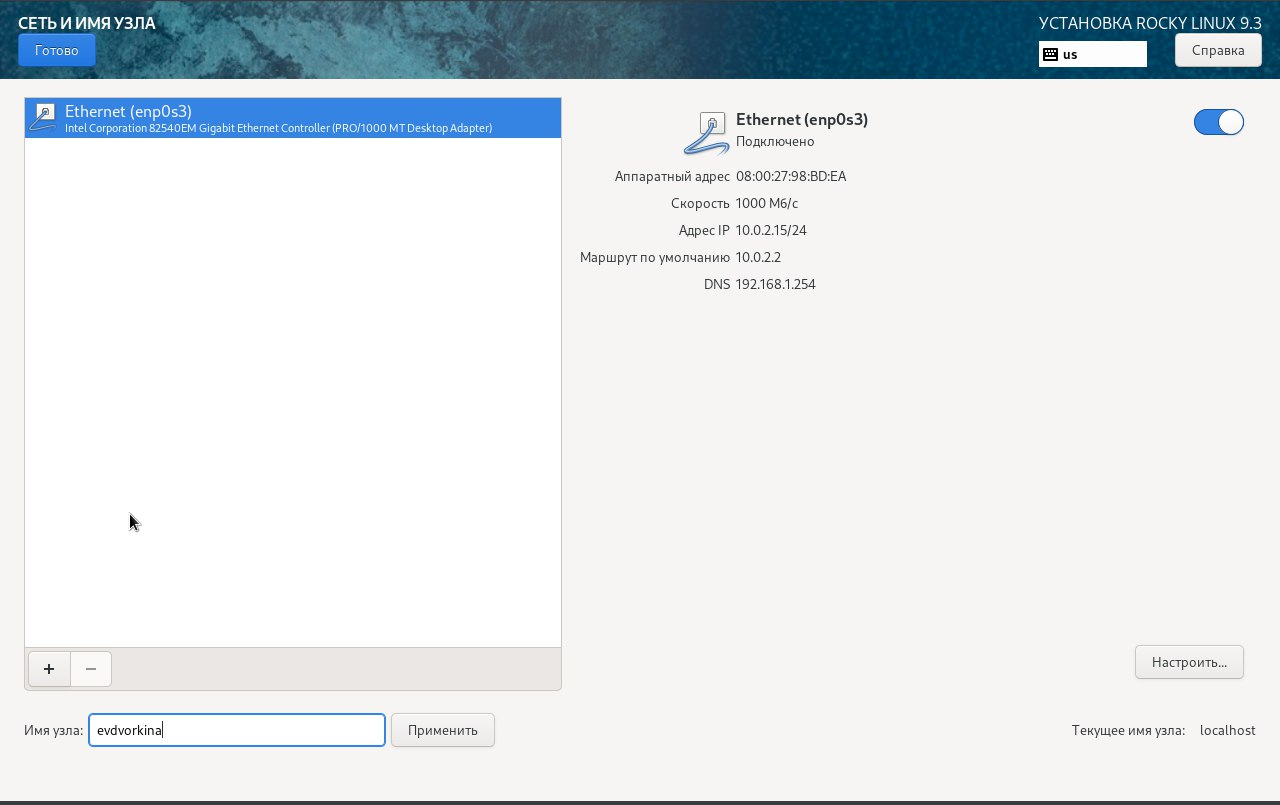 СЕТЬ И ИМЯ УЗЛА
УСТАНОВКА ROCKY LINUX 9.3
Готово
us
Справка
Ethernet (enp0s3)
Intel Corporation 82540EM Gigabit Ethernet Controller (PRO/1000 MT Desktop Adapter)
Ethernet (enp0s3)
Подключено
Аппаратный адрес 08:00:27:98:BD:EA
Скорость 1000 Мб/с
Адрес IP 10.0.2.15/24
Маршрут по умолчанию 10.0.2.2
DNS 192.168.1.254
+ −
Настроить...
Имя узла: evdvorkina Применить
Текущее имя узла: localhost